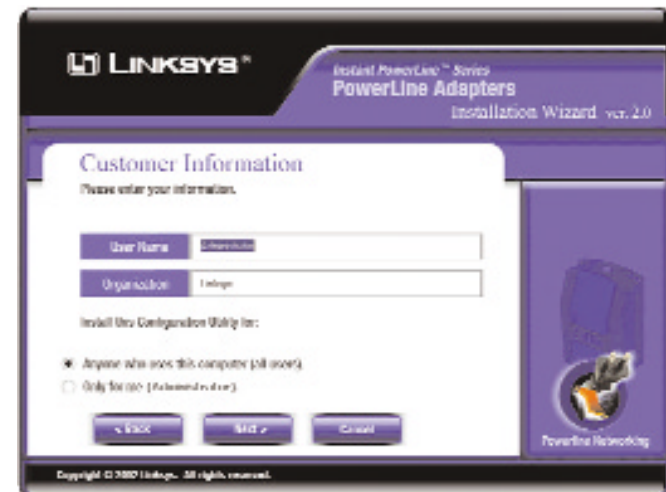 LINKSYS®
Instant PowerLine™ Series
PowerLine Adapters
Installation Wizard ver. 2.0
Customer Information
Please enter your information.
User Name
Organization Linksys
Install this Configuration Utility for:
Anyone who uses this computer (all users)
Only for me (Administrator)
< Back Next > Cancel
Powerline Networking
Copyright © 2002 Linksys. All rights reserved.